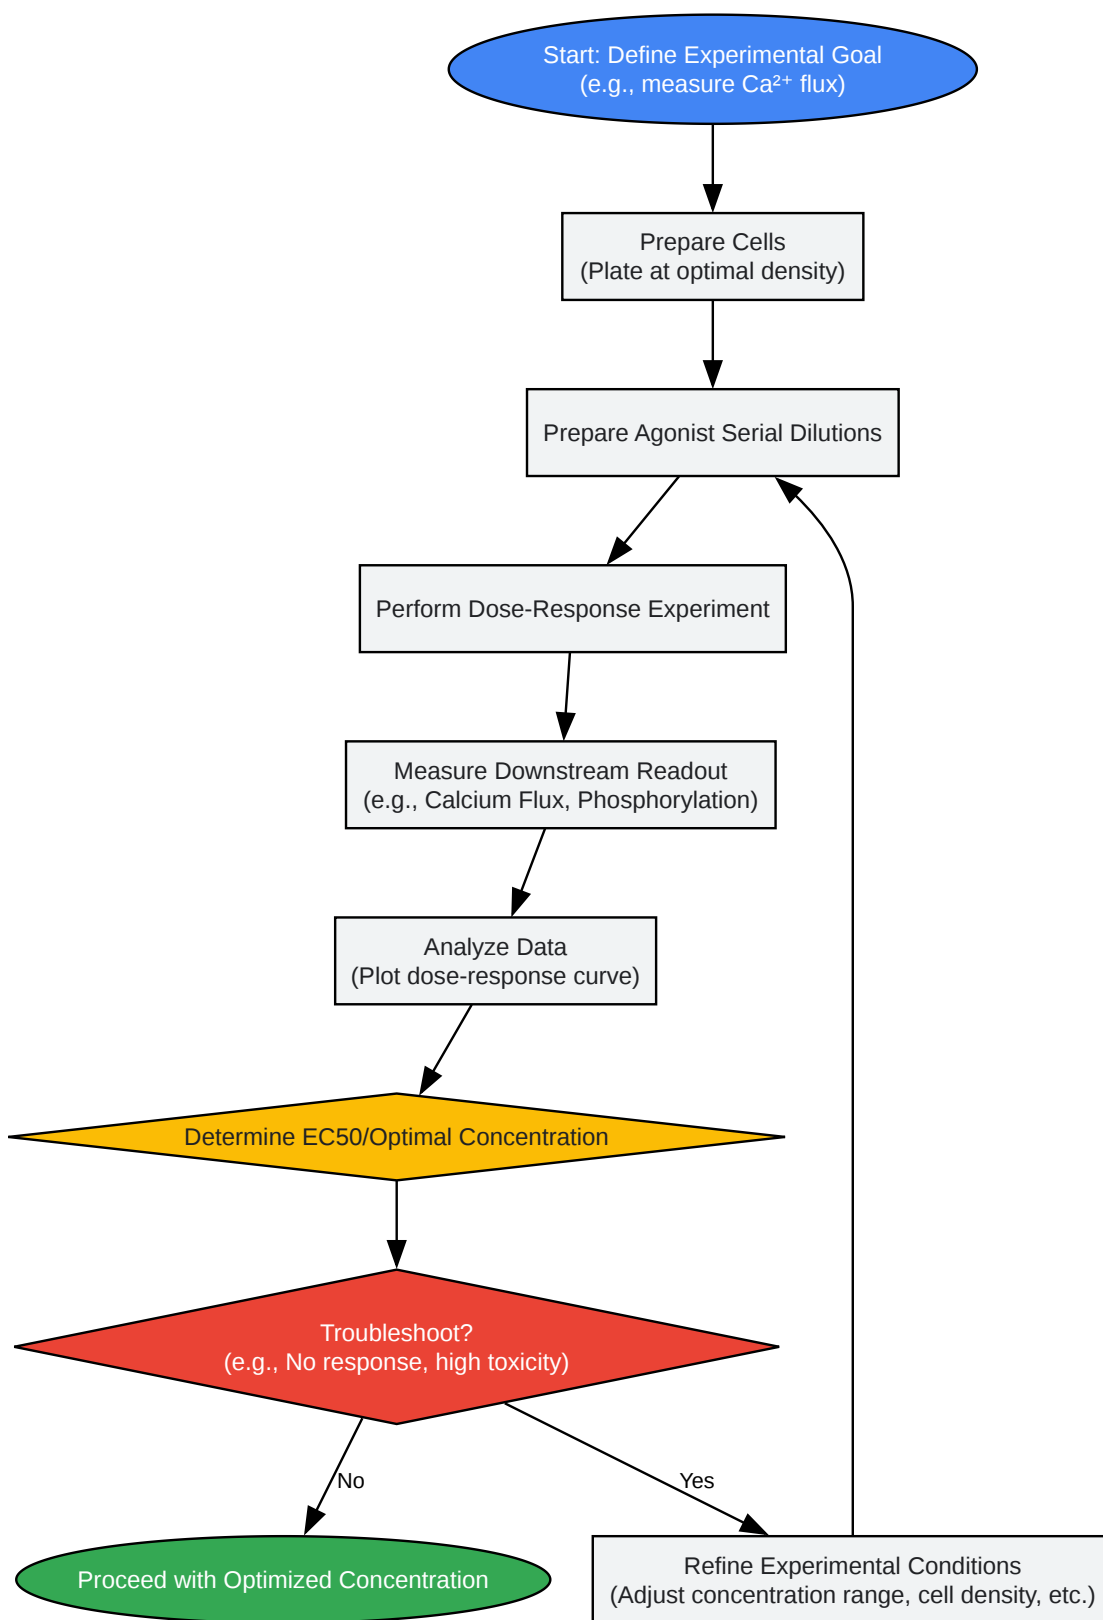 Start: Define Experimental Goal
(e.g., measure Ca²⁺ flux)
Prepare Cells
(Plate at optimal density)
Prepare Agonist Serial Dilutions
Perform Dose-Response Experiment
Measure Downstream Readout
(e.g., Calcium Flux, Phosphorylation)
Analyze Data
(Plot dose-response curve)
Determine EC50/Optimal Concentration
Troubleshoot?
(e.g., No response, high toxicity)
No
Yes
Proceed with Optimized Concentration
Refine Experimental Conditions
(Adjust concentration range, cell density, etc.)